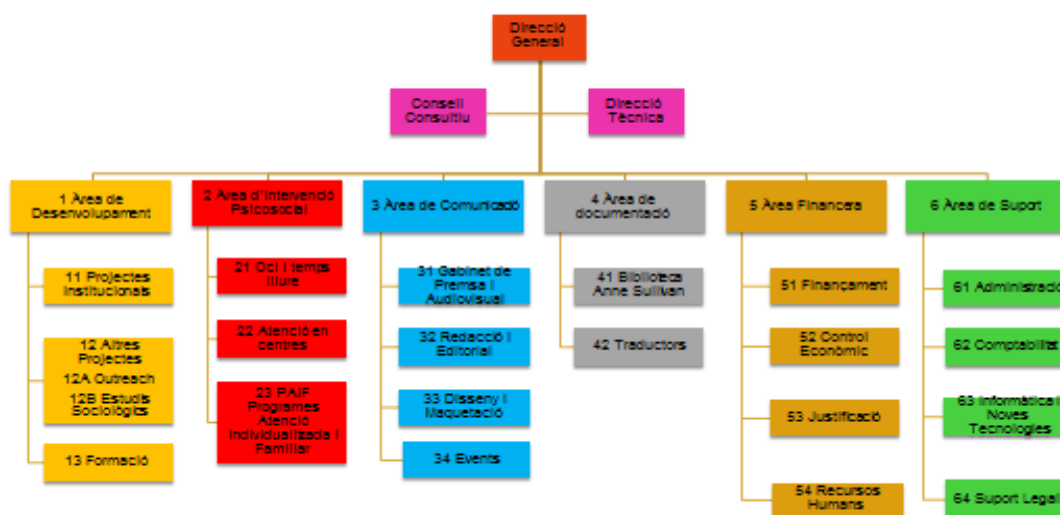 Direcció
General
Consell
Consultiu
Direcció
Tècnica
1 Àrea de
Desenvolupament
2 Àrea d'Intervenció
Psicosocial
3 Àrea de Comunicació
4 Àrea de
documentació
5 Àrea Financera
6 Àrea de Suport
11 Projectes
Institucionals
12 Altres
Projectes
12A Outreach
12B Estudis
Sociològics
13 Formació
21 Oci i temps
lliure
22 Atenció en
centres
23 PAIF
Programes
Atenció
Individualitzada i
Familiar
31 Gabinet de
Premsa i
Audiovisual
32 Redacció i
Editorial
33 Disseny i
Maquetació
34 Events
41 Biblioteca
Anne Sullivan
42 Traductors
51 Finançament
52 Control
Econòmic
53 Justificació
54 Recursos
Humans
61 Administració
62 Comptabilitat
63 Informàtica i
Noves
Tecnologies
64 Suport Legal